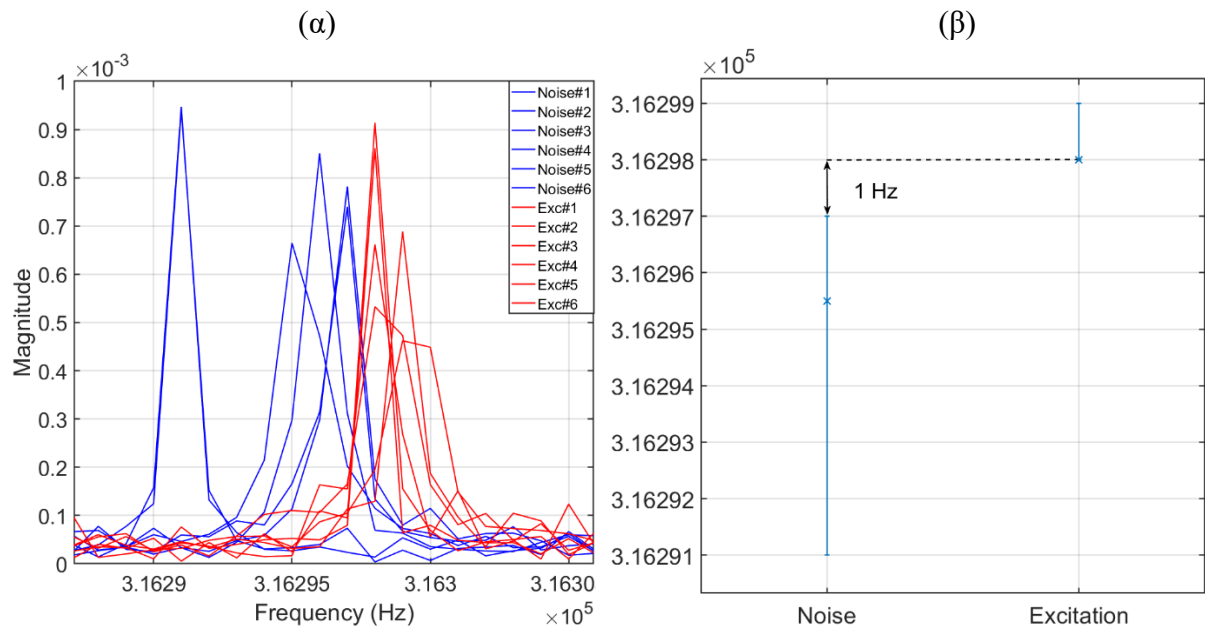 (α)
×10⁻³
1
0.9
0.8
0.7
0.6
0.5
0.4
0.3
0.2
0.1
0
Magnitude
Noise#1
Noise#2
Noise#3
Noise#4
Noise#5
Noise#6
Exc#1
Exc#2
Exc#3
Exc#4
Exc#5
Exc#6
3.1629 3.16295 3.163 3.1630
Frequency (Hz)
×10⁵
(β)
×10⁵
3.16299
3.16298
3.16297
3.16296
3.16295
3.16294
3.16293
3.16292
3.16291
1 Hz
Noise Excitation